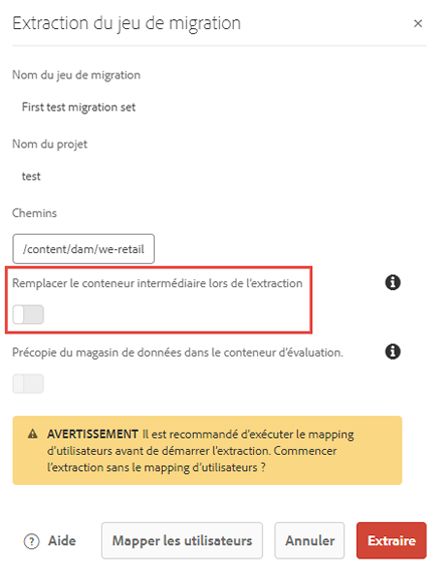 Extraction du jeu de migration
Nom du jeu de migration
First test migration set
Nom du projet
test
Chemins
/content/dam/we-retail
Remplacer le conteneur intermédiaire lors de l'extraction
Précopie du magasin de données dans le conteneur d'évaluation.
AVERTISSEMENT Il est recommandé d'exécuter le mapping
d'utilisateurs avant de démarrer l'extraction. Commencer
l'extraction sans le mapping d'utilisateurs ?
Aide
Mapper les utilisateurs
Annuler
Extraire